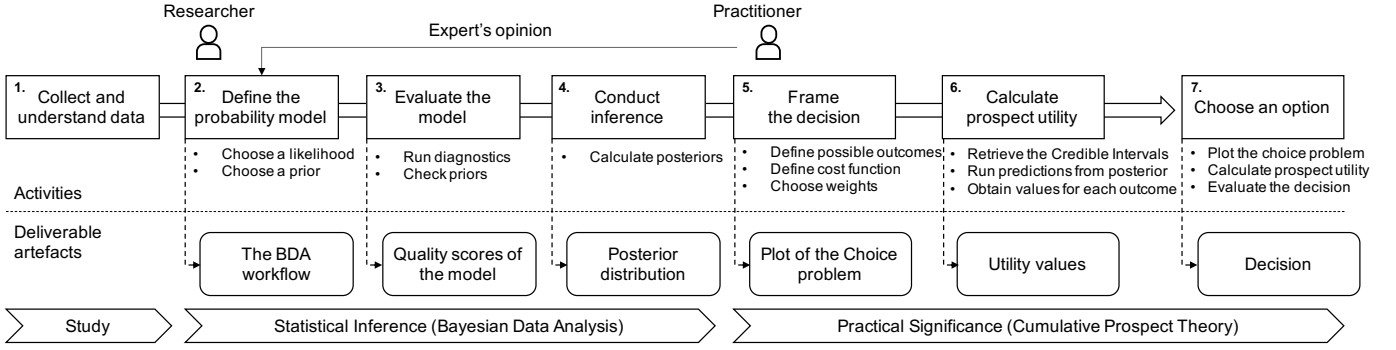 Researcher
Practitioner
Expert's opinion
1.
Collect and
understand data
2.
Define the
probability model
3.
Evaluate the
model
4.
Conduct
inference
5.
Frame
the decision
6.
Calculate
prospect utility
7.
Choose an option
• Choose a likelihood
• Choose a prior
• Run diagnostics
• Check priors
• Calculate posteriors
• Define possible outcomes
• Define cost function
• Choose weights
• Retrieve the Credible Intervals
• Run predictions from posterior
• Obtain values for each outcome
• Plot the choice problem
• Calculate prospect utility
• Evaluate the decision
Activities
Deliverable
artefacts
The BDA
workflow
Quality scores of
the model
Posterior
distribution
Plot of the Choice
problem
Utility values
Decision
Study
Statistical Inference (Bayesian Data Analysis)
Practical Significance (Cumulative Prospect Theory)